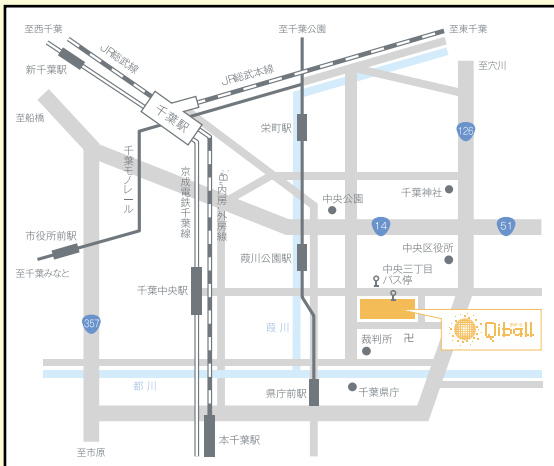 至西千葉
至千葉公園
至東千葉
JR総武線
新千葉駅
JR総武本線
至穴川
千葉駅
至船橋
栄町駅
126
千葉モノレール
京成電鉄千葉線
JR内房・外房線
千葉神社
中央公園
14
51
市役所前駅
中央区役所
葭川公園駅
中央三丁目
バス停
至千葉みなと
千葉中央駅
357
葭川
Qiball
裁判所
卍
都川
県庁前駅
千葉県庁
本千葉駅
至市原